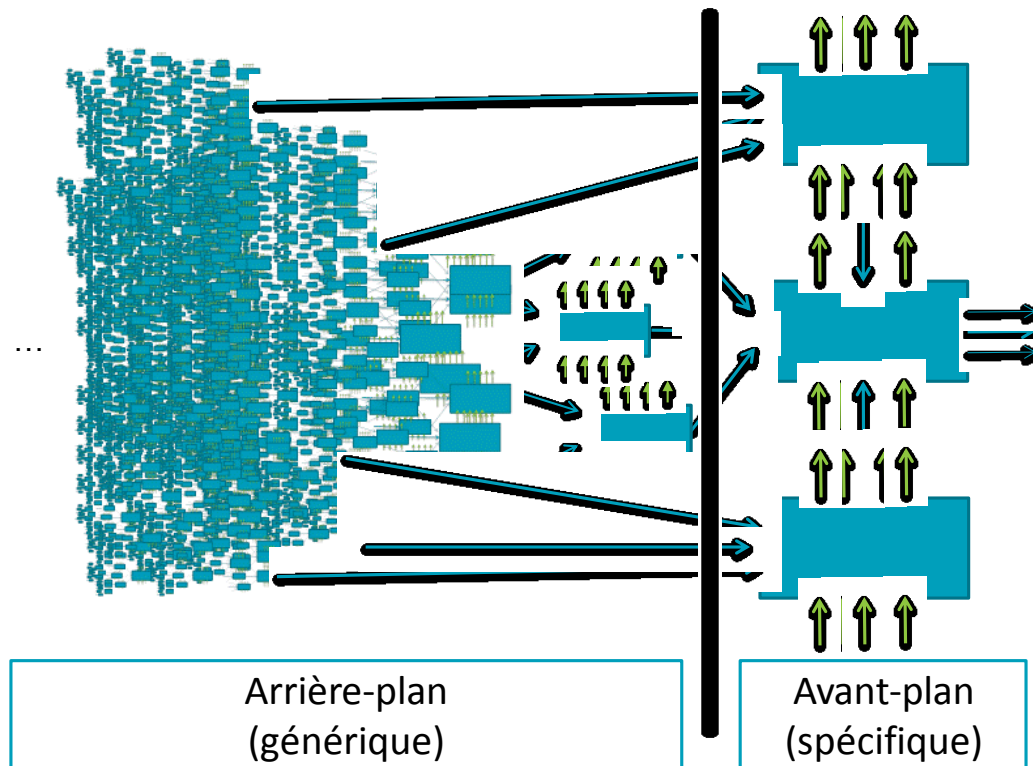 ...
Arrière-plan
(générique)
Avant-plan
(spécifique)